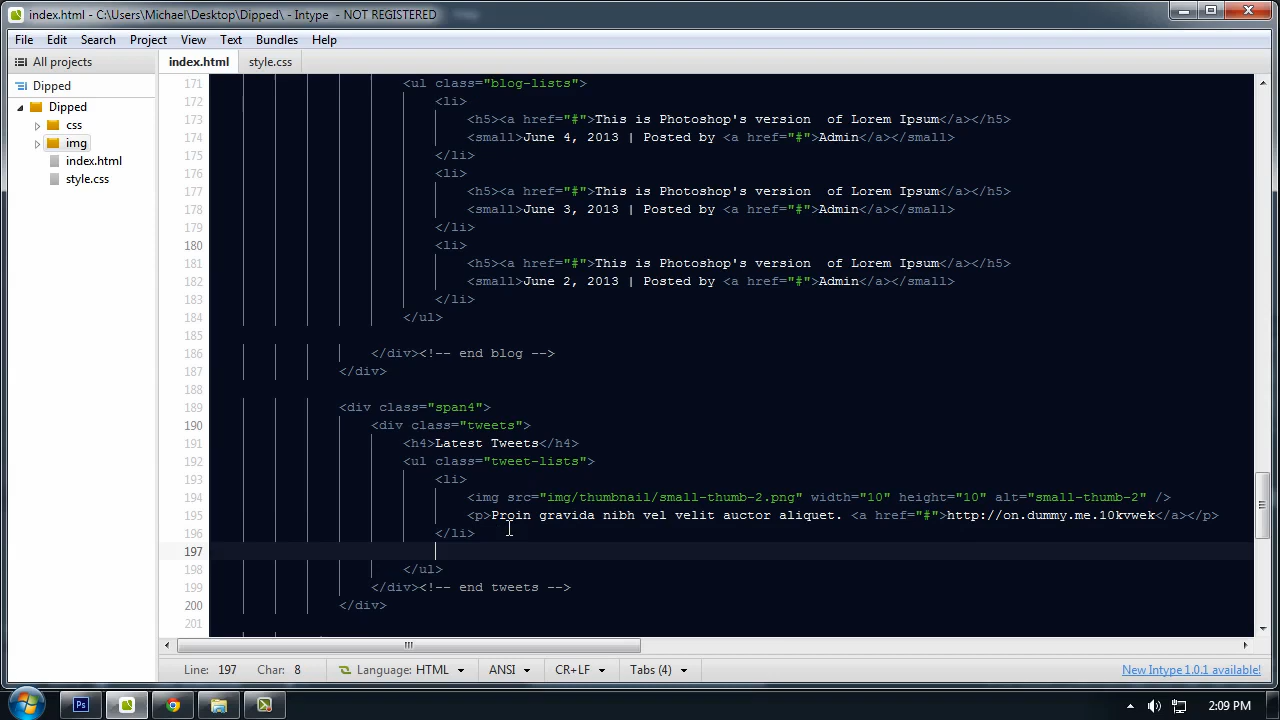 index.html - C:\Users\Michael\Desktop\Dipped\ - Intype - NOT REGISTERED
File Edit Search Project View Text Bundles Help
All projects
index.html style.css
Dipped
Dipped
css
img
index.html
style.css
171 <ul class="blog-lists">
172 <li>
173 <h5><a href="#">This is Photoshop's version  of Lorem Ipsum</a></h5>
174 <small>June 4, 2013 | Posted by <a href="#">Admin</a></small>
175 </li>
176 <li>
177 <h5><a href="#">This is Photoshop's version  of Lorem Ipsum</a></h5>
178 <small>June 3, 2013 | Posted by <a href="#">Admin</a></small>
179 </li>
180 <li>
181 <h5><a href="#">This is Photoshop's version  of Lorem Ipsum</a></h5>
182 <small>June 2, 2013 | Posted by <a href="#">Admin</a></small>
183 </li>
184 </ul>
185
186 </div><!-- end blog -->
187 </div>
188
189 <div class="span4">
190 <div class="tweets">
191 <h4>Latest Tweets</h4>
192 <ul class="tweet-lists">
193 <li>
194 <img src="img/thumbnail/small-thumb-2.png" width="10" height="10" alt="small-thumb-2" />
195 <p>Proin gravida nibh vel velit auctor aliquet. <a href="#">http://on.dummy.me.10kvwek</a></p>
196 </li>
197
198 </ul>
199 </div><!-- end tweets -->
200 </div>
201
Line: 197 Char: 8 Language: HTML ANSI CR+LF Tabs (4) New Intype 1.0.1 available!
Ps 2:09 PM